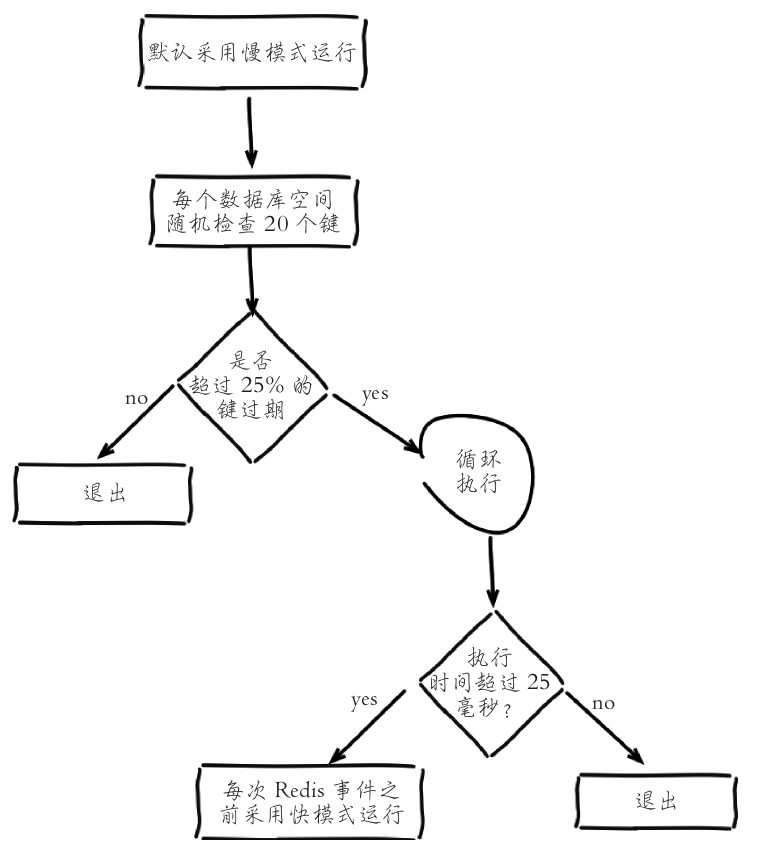 默认采用慢模式运行
每个数据库空间
随机检查 20 个键
是否
超过 25% 的
键过期
no
yes
退出
循环
执行
执行
时间超过 25
毫秒?
yes
no
每次 Redis 事件之
前采用快模式运行
退出